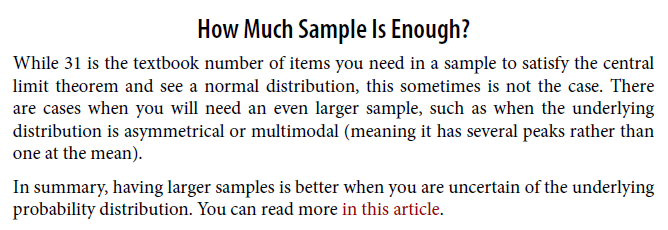 How Much Sample Is Enough?
While 31 is the textbook number of items you need in a sample to satisfy the central
limit theorem and see a normal distribution, this sometimes is not the case. There
are cases when you will need an even larger sample, such as when the underlying
distribution is asymmetrical or multimodal (meaning it has several peaks rather than
one at the mean).
In summary, having larger samples is better when you are uncertain of the underlying
probability distribution. You can read more in this article.